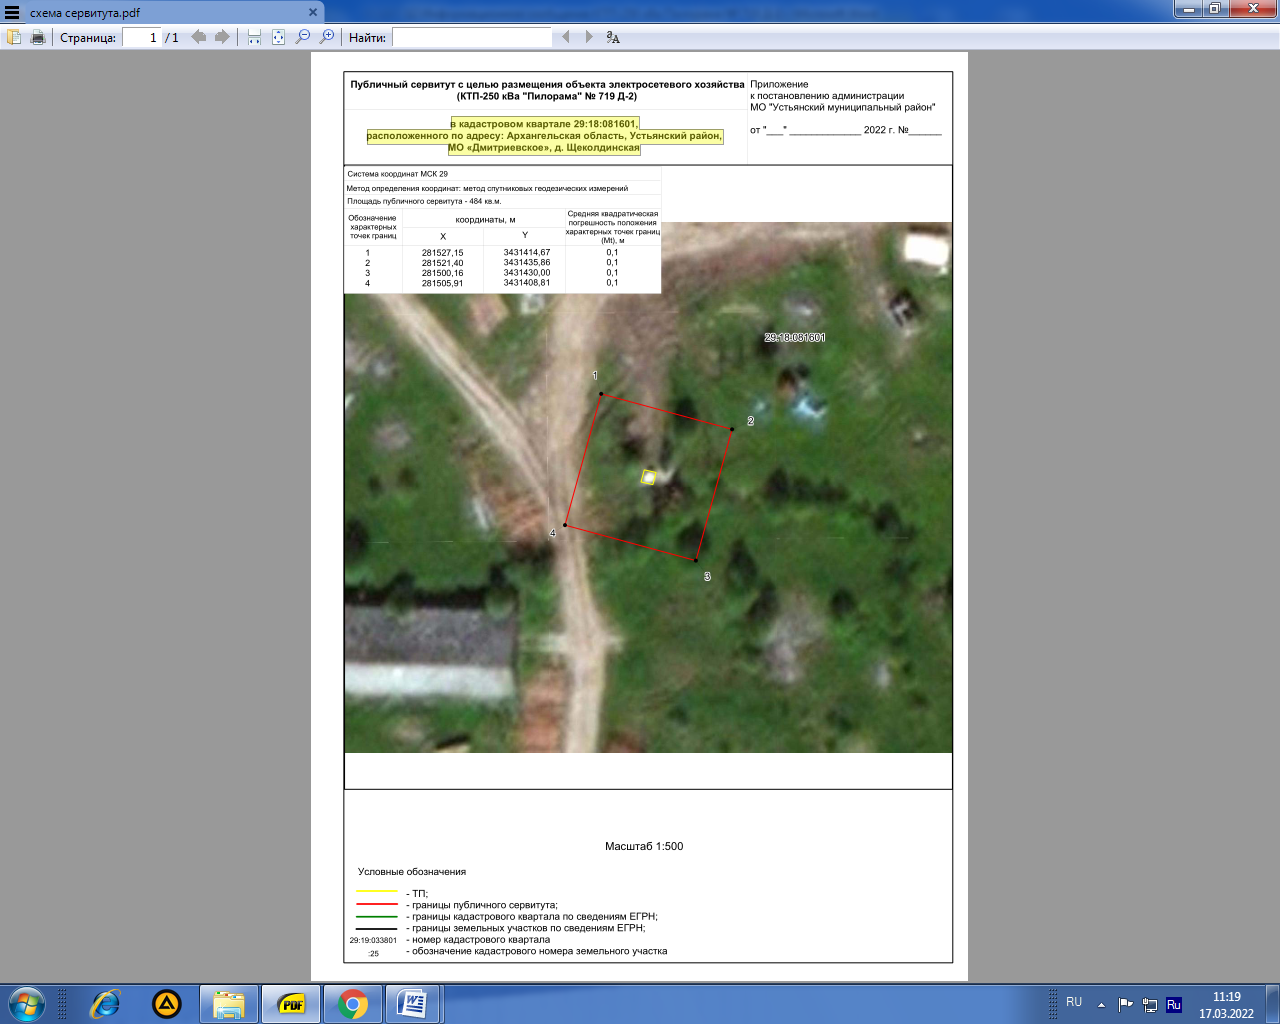 схема сервитута.pdf
Страница: 1 / 1 Найти:
Публичный сервитут с целью размещения объекта электросетевого хозяйства
(КТП-250 кВа "Пилорама" № 719 Д-2)
в кадастровом квартале 29:18:081601,
расположенного по адресу: Архангельская область, Устьянский район,
МО «Дмитриевское», д. Щеколдинская
Приложение
к постановлению администрации
МО "Устьянский муниципальный район"
от "___" _____________ 2022 г. №______
Система координат МСК 29
Метод определения координат: метод спутниковых геодезических измерений
Площадь публичного сервитута - 484 кв.м.
Обозначение
характерных
точек границ
координаты, м
X Y
Средняя квадратическая
погрешность положения
характерных точек границ
(Mt), м
1 281527,15 3431414,67 0,1
2 281521,40 3431435,86 0,1
3 281500,16 3431430,00 0,1
4 281505,91 3431408,81 0,1
29:18:081601
1
2
4
3
Масштаб 1:500
Условные обозначения
- ТП;
- границы публичного сервитута;
- границы кадастрового квартала по сведениям ЕГРН;
- границы земельных участков по сведениям ЕГРН;
29:19:033801 - номер кадастрового квартала
:25 - обозначение кадастрового номера земельного участка
PDF
W
RU
Ru
11:19
17.03.2022